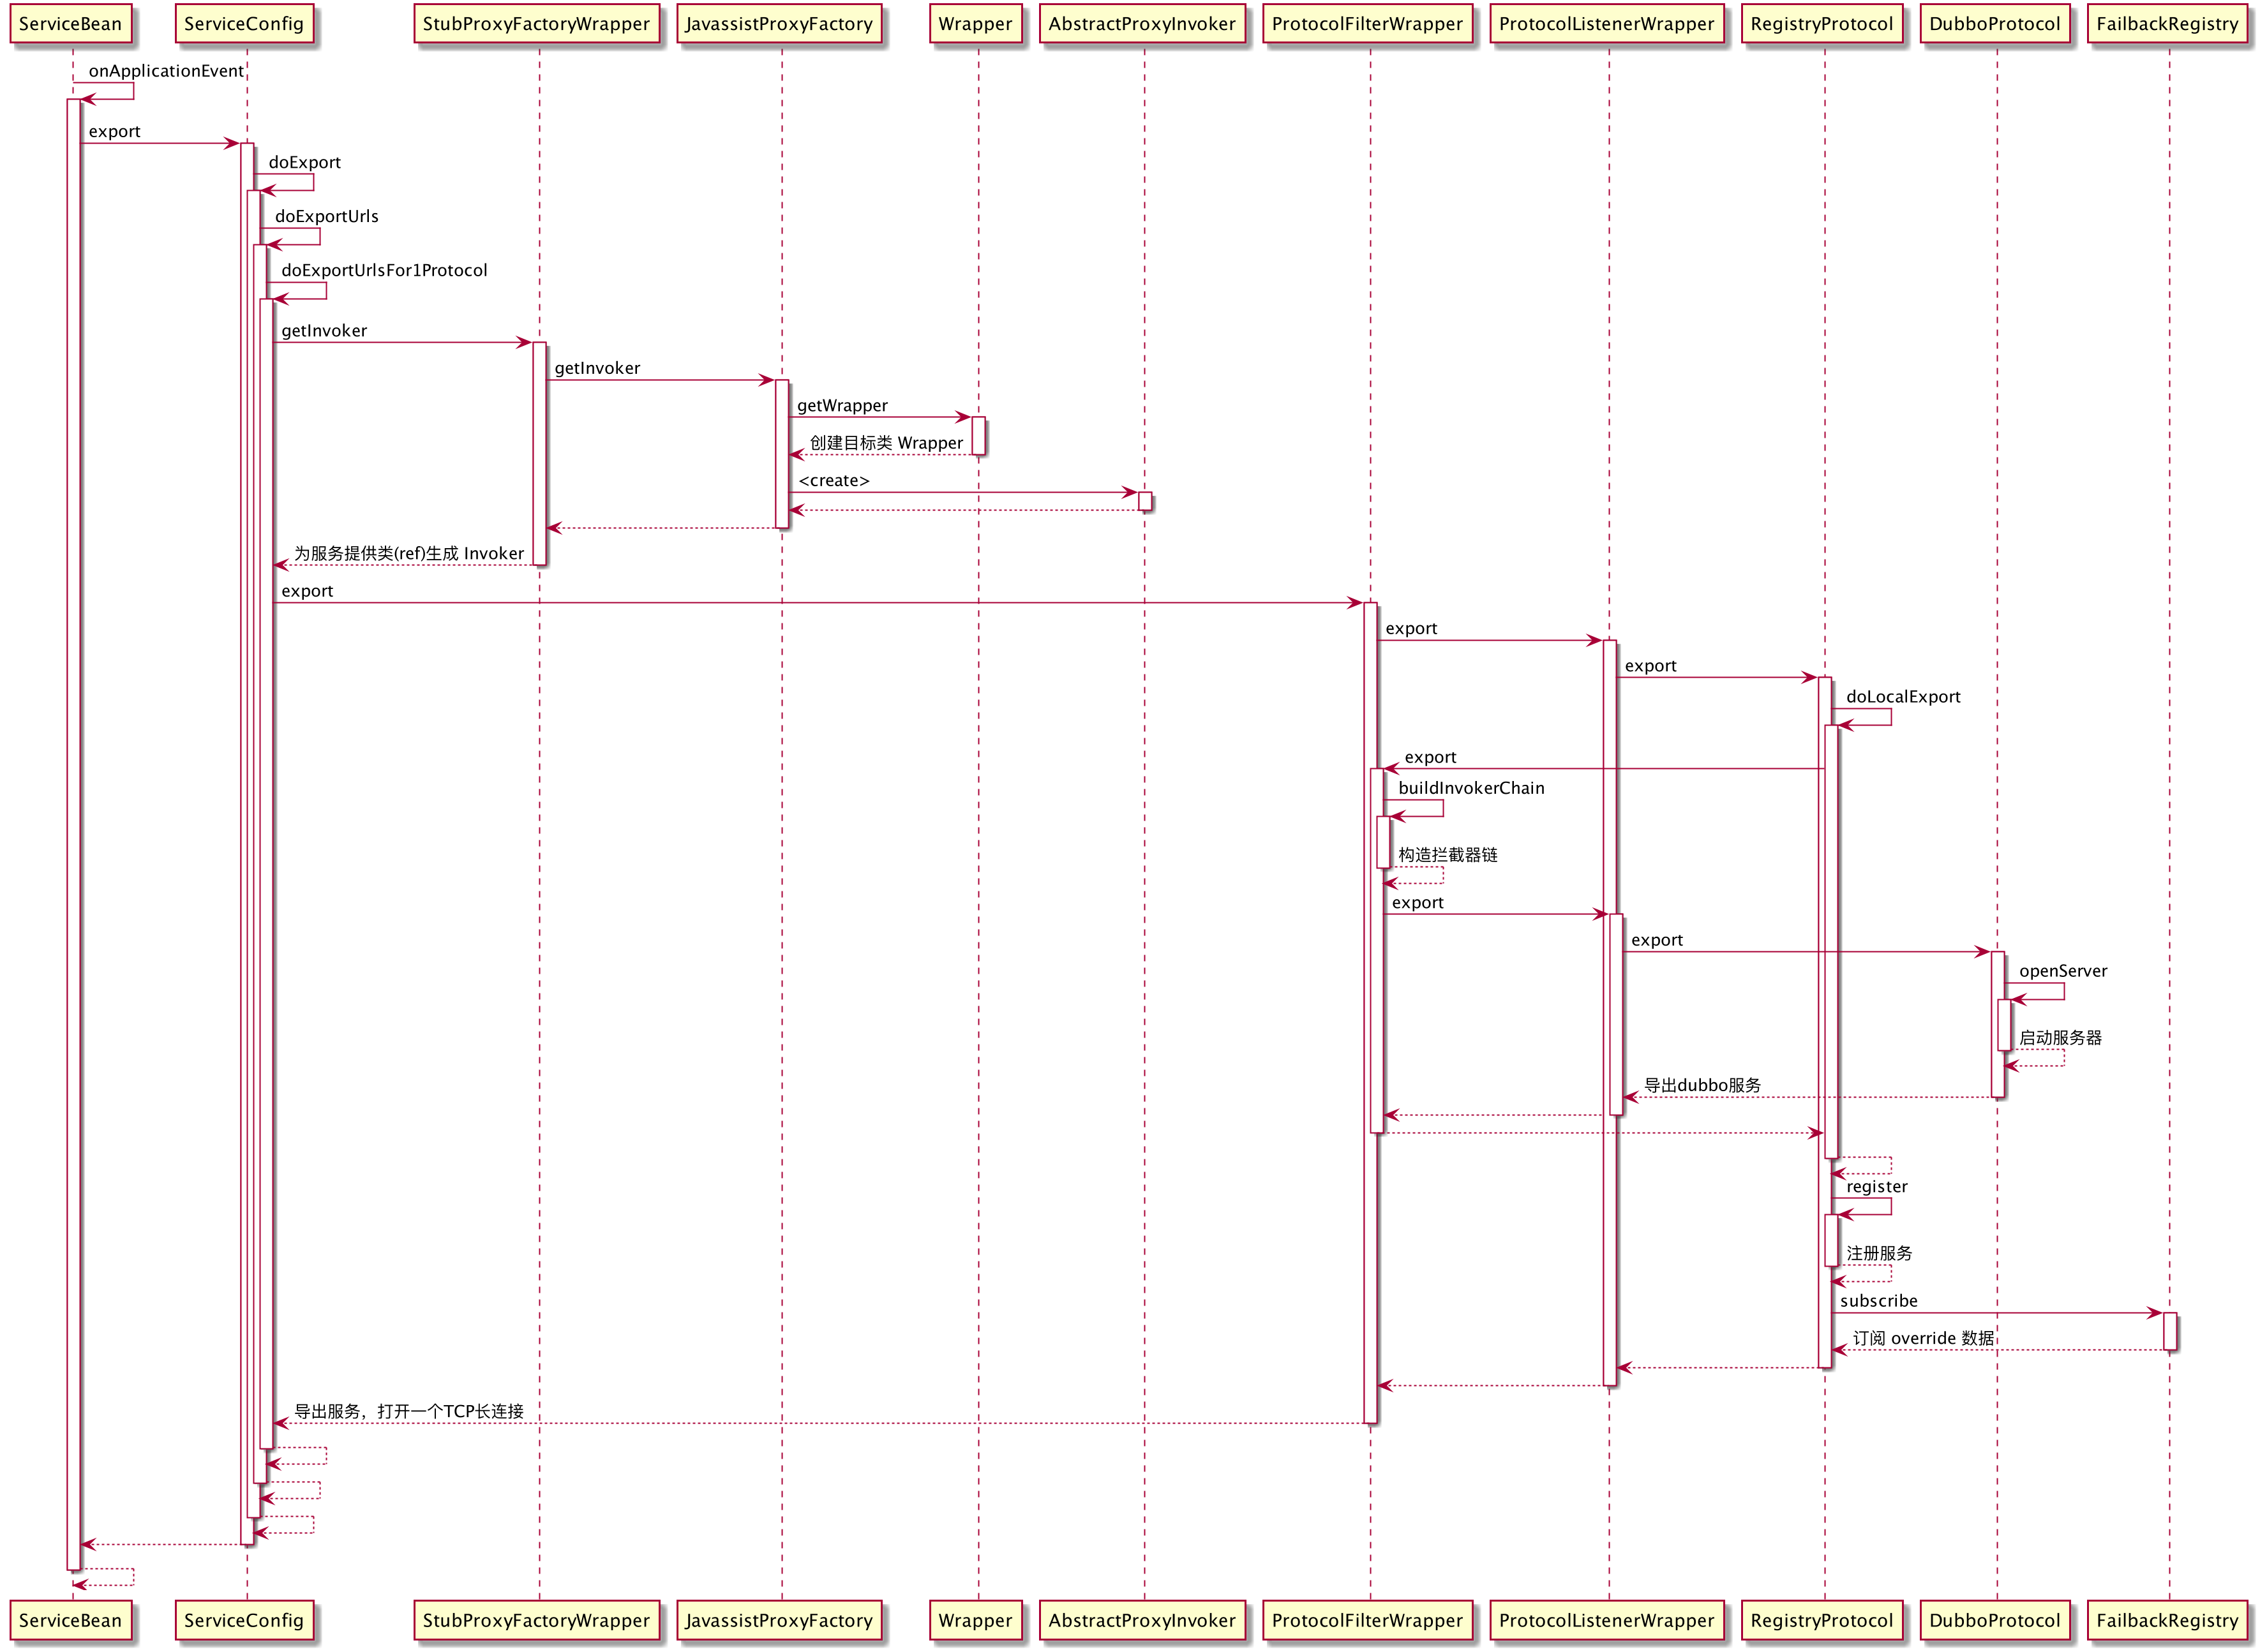 ServiceBean
ServiceConfig
StubProxyFactoryWrapper
JavassistProxyFactory
Wrapper
AbstractProxyInvoker
ProtocolFilterWrapper
ProtocolListenerWrapper
RegistryProtocol
DubboProtocol
FailbackRegistry
onApplicationEvent
export
doExport
doExportUrls
doExportUrlsFor1Protocol
getInvoker
getInvoker
getWrapper
创建目标类 Wrapper
<create>
为服务提供类(ref)生成 Invoker
export
export
export
doLocalExport
export
buildInvokerChain
构造拦截器链
export
export
openServer
启动服务器
导出dubbo服务
register
注册服务
subscribe
订阅 override 数据
导出服务，打开一个TCP长连接
ServiceBean
ServiceConfig
StubProxyFactoryWrapper
JavassistProxyFactory
Wrapper
AbstractProxyInvoker
ProtocolFilterWrapper
ProtocolListenerWrapper
RegistryProtocol
DubboProtocol
FailbackRegistry